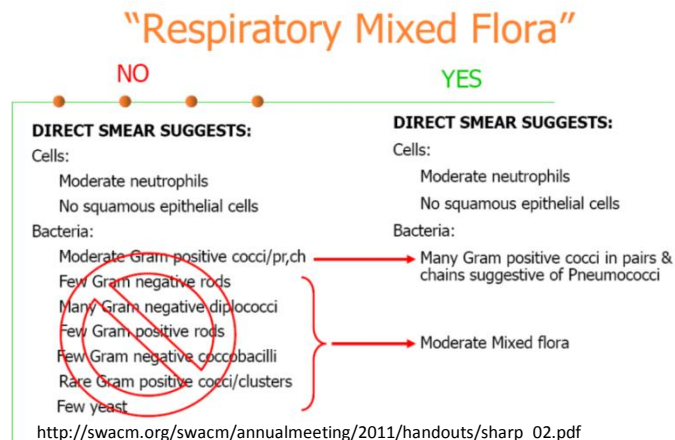 “Respiratory Mixed Flora”
NO
DIRECT SMEAR SUGGESTS:
Cells:
Moderate neutrophils
No squamous epithelial cells
Bacteria:
Moderate Gram positive cocci/pr,ch
Few Gram negative rods
Many Gram negative diplococci
Few Gram positive rods
Few Gram negative coccobacilli
Rare Gram positive cocci/clusters
Few yeast
YES
DIRECT SMEAR SUGGESTS:
Cells:
Moderate neutrophils
No squamous epithelial cells
Bacteria:
Many Gram positive cocci in pairs &
chains suggestive of Pneumococci
Moderate Mixed flora
http://swacm.org/swacm/annualmeeting/2011/handouts/sharp_02.pdf